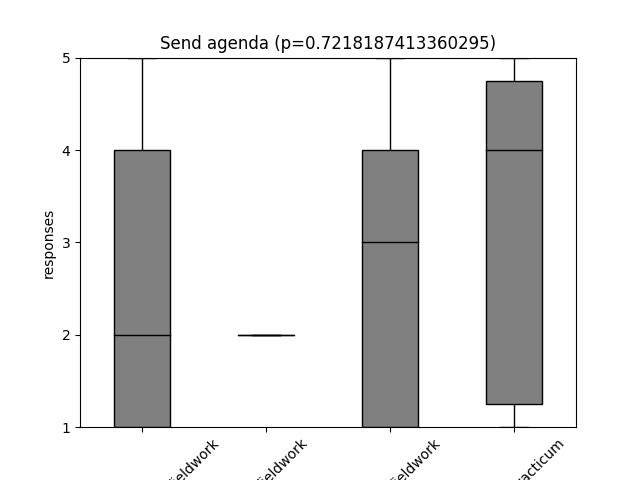 Send agenda (p=0.7218187413360295)
responses
5
4
3
2
1
ieldwork
ieldwork
ieldwork
acticum